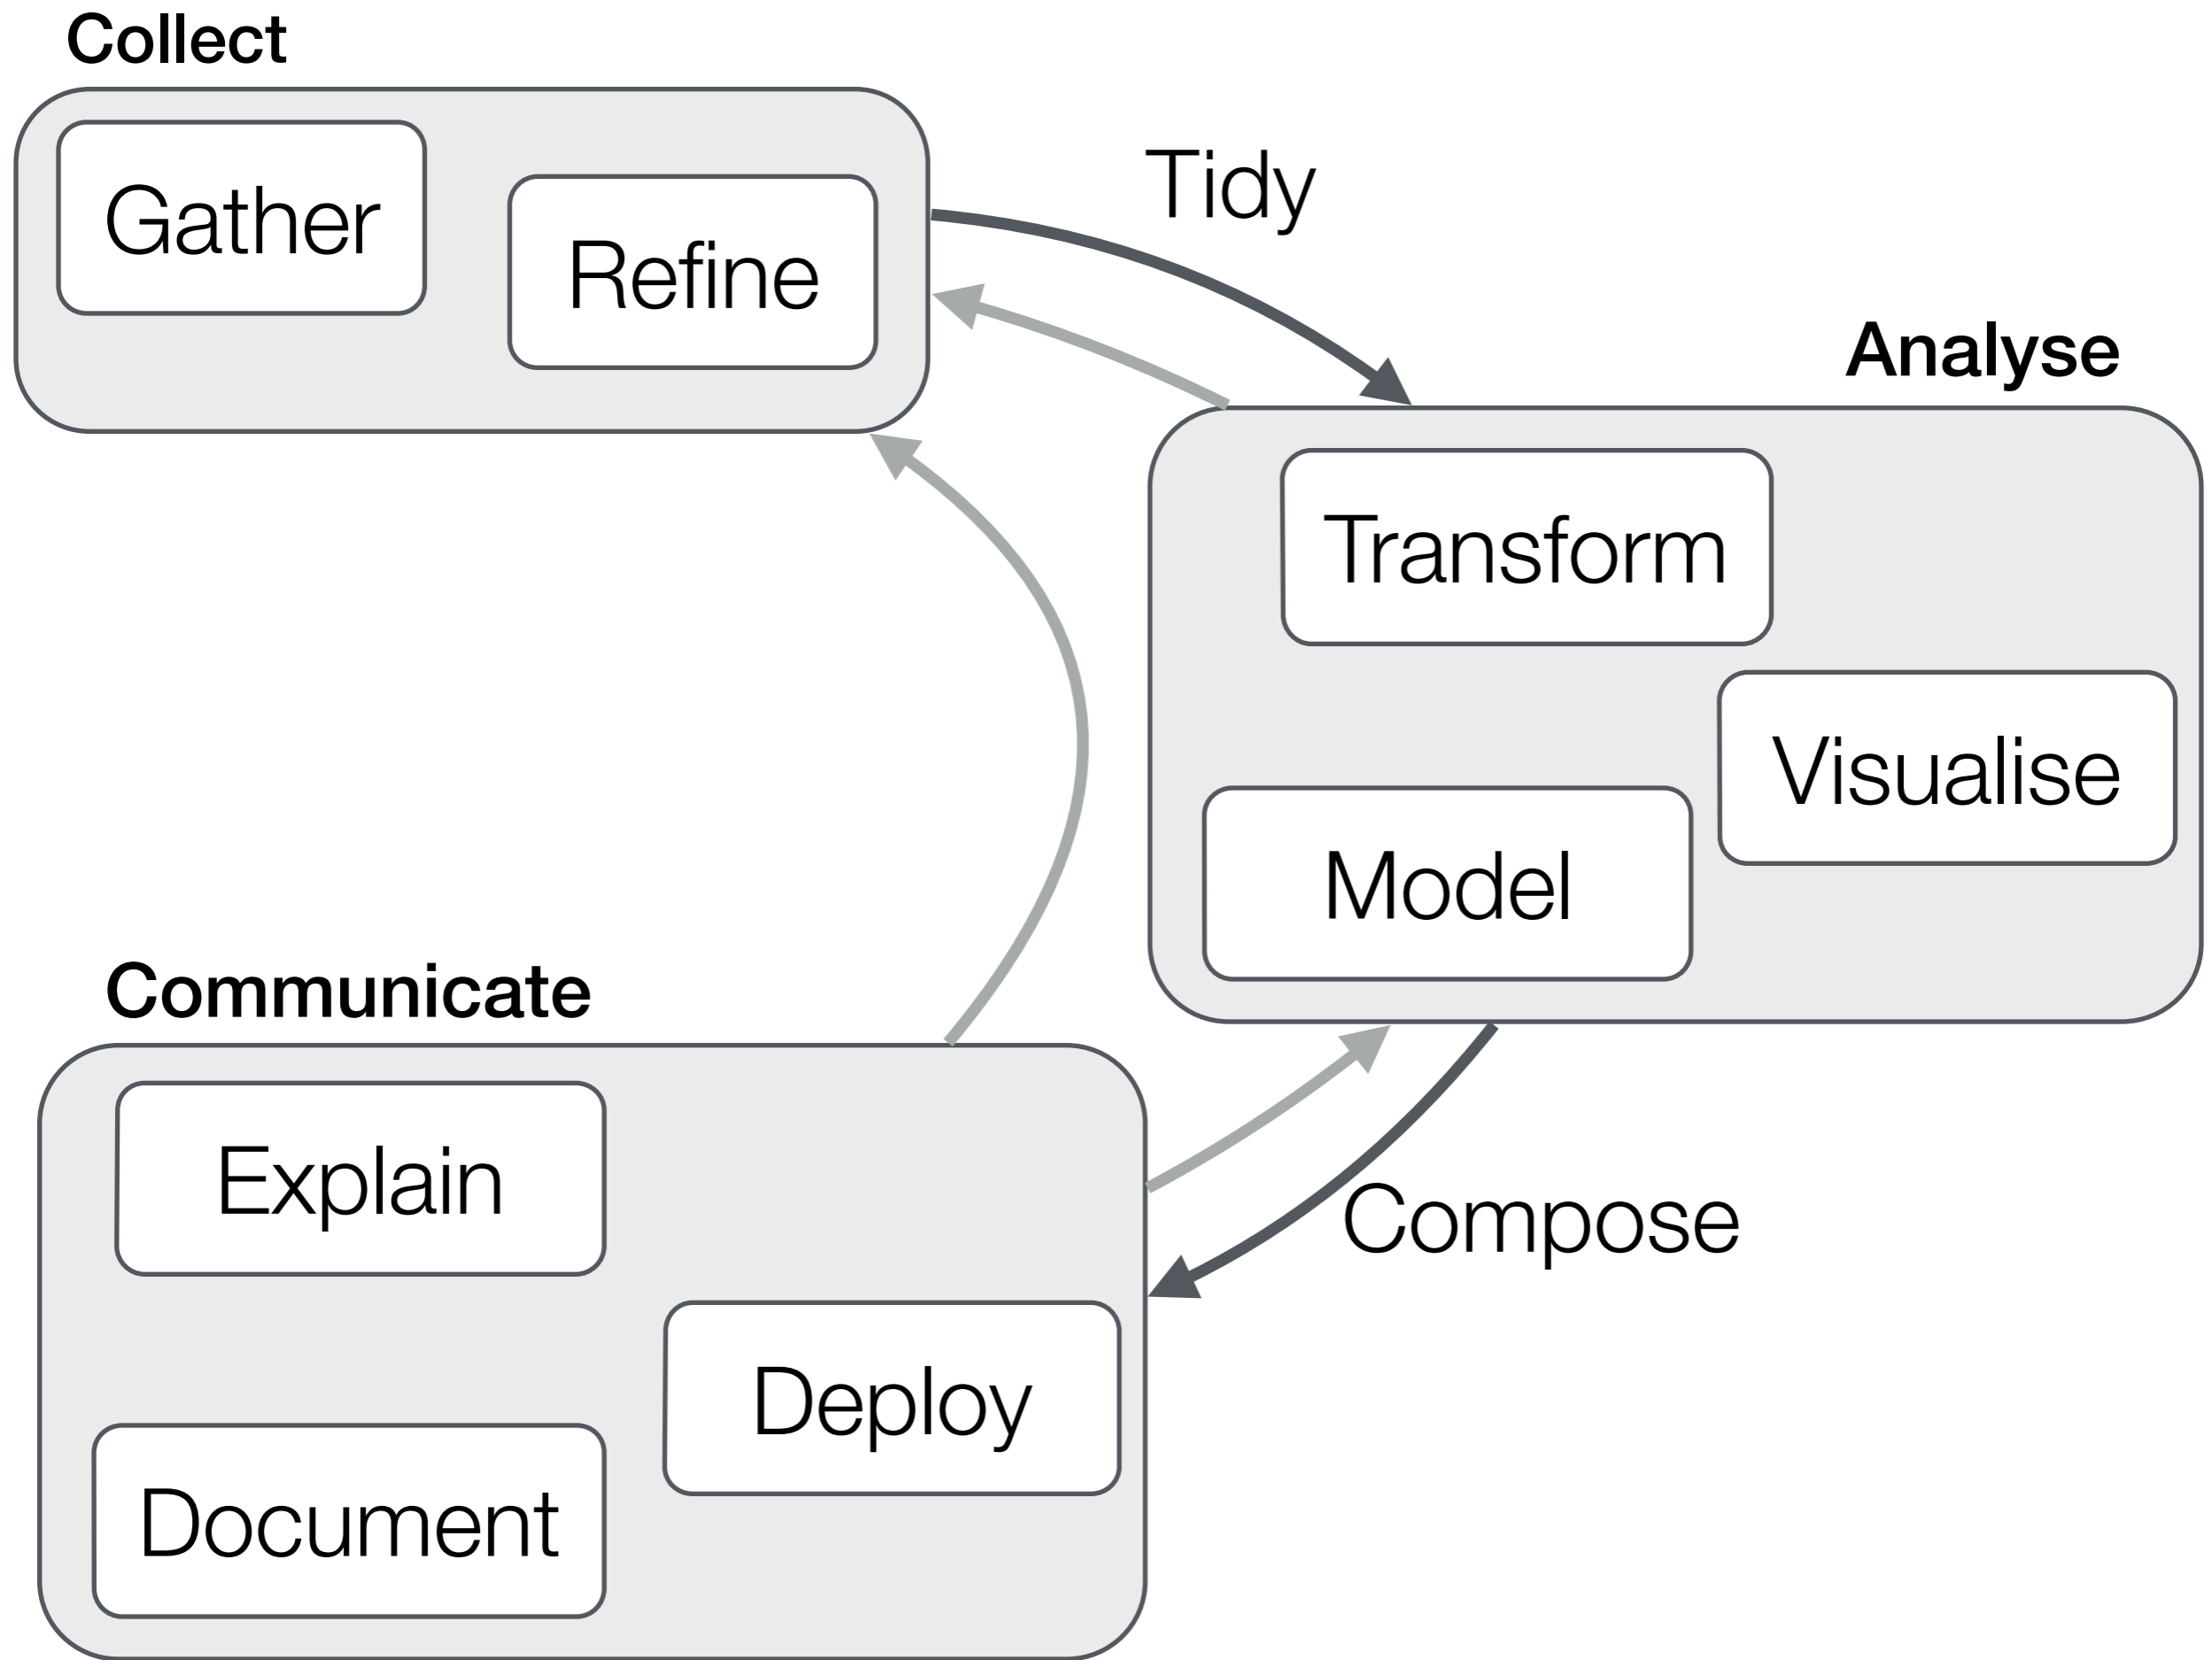 Collect
Gather
Refine
Tidy
Analyse
Transform
Visualise
Model
Communicate
Explain
Compose
Deploy
Document